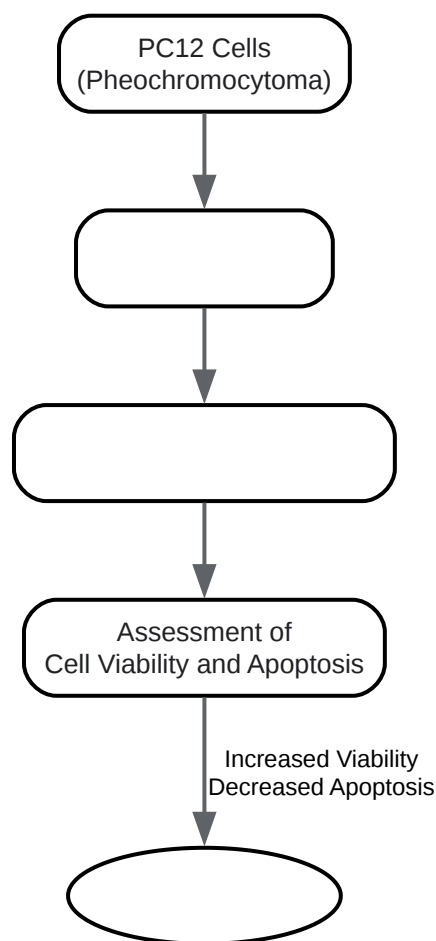 PC12 Cells
(Pheochromocytoma)
Assessment of
Cell Viability and Apoptosis
Increased Viability
Decreased Apoptosis